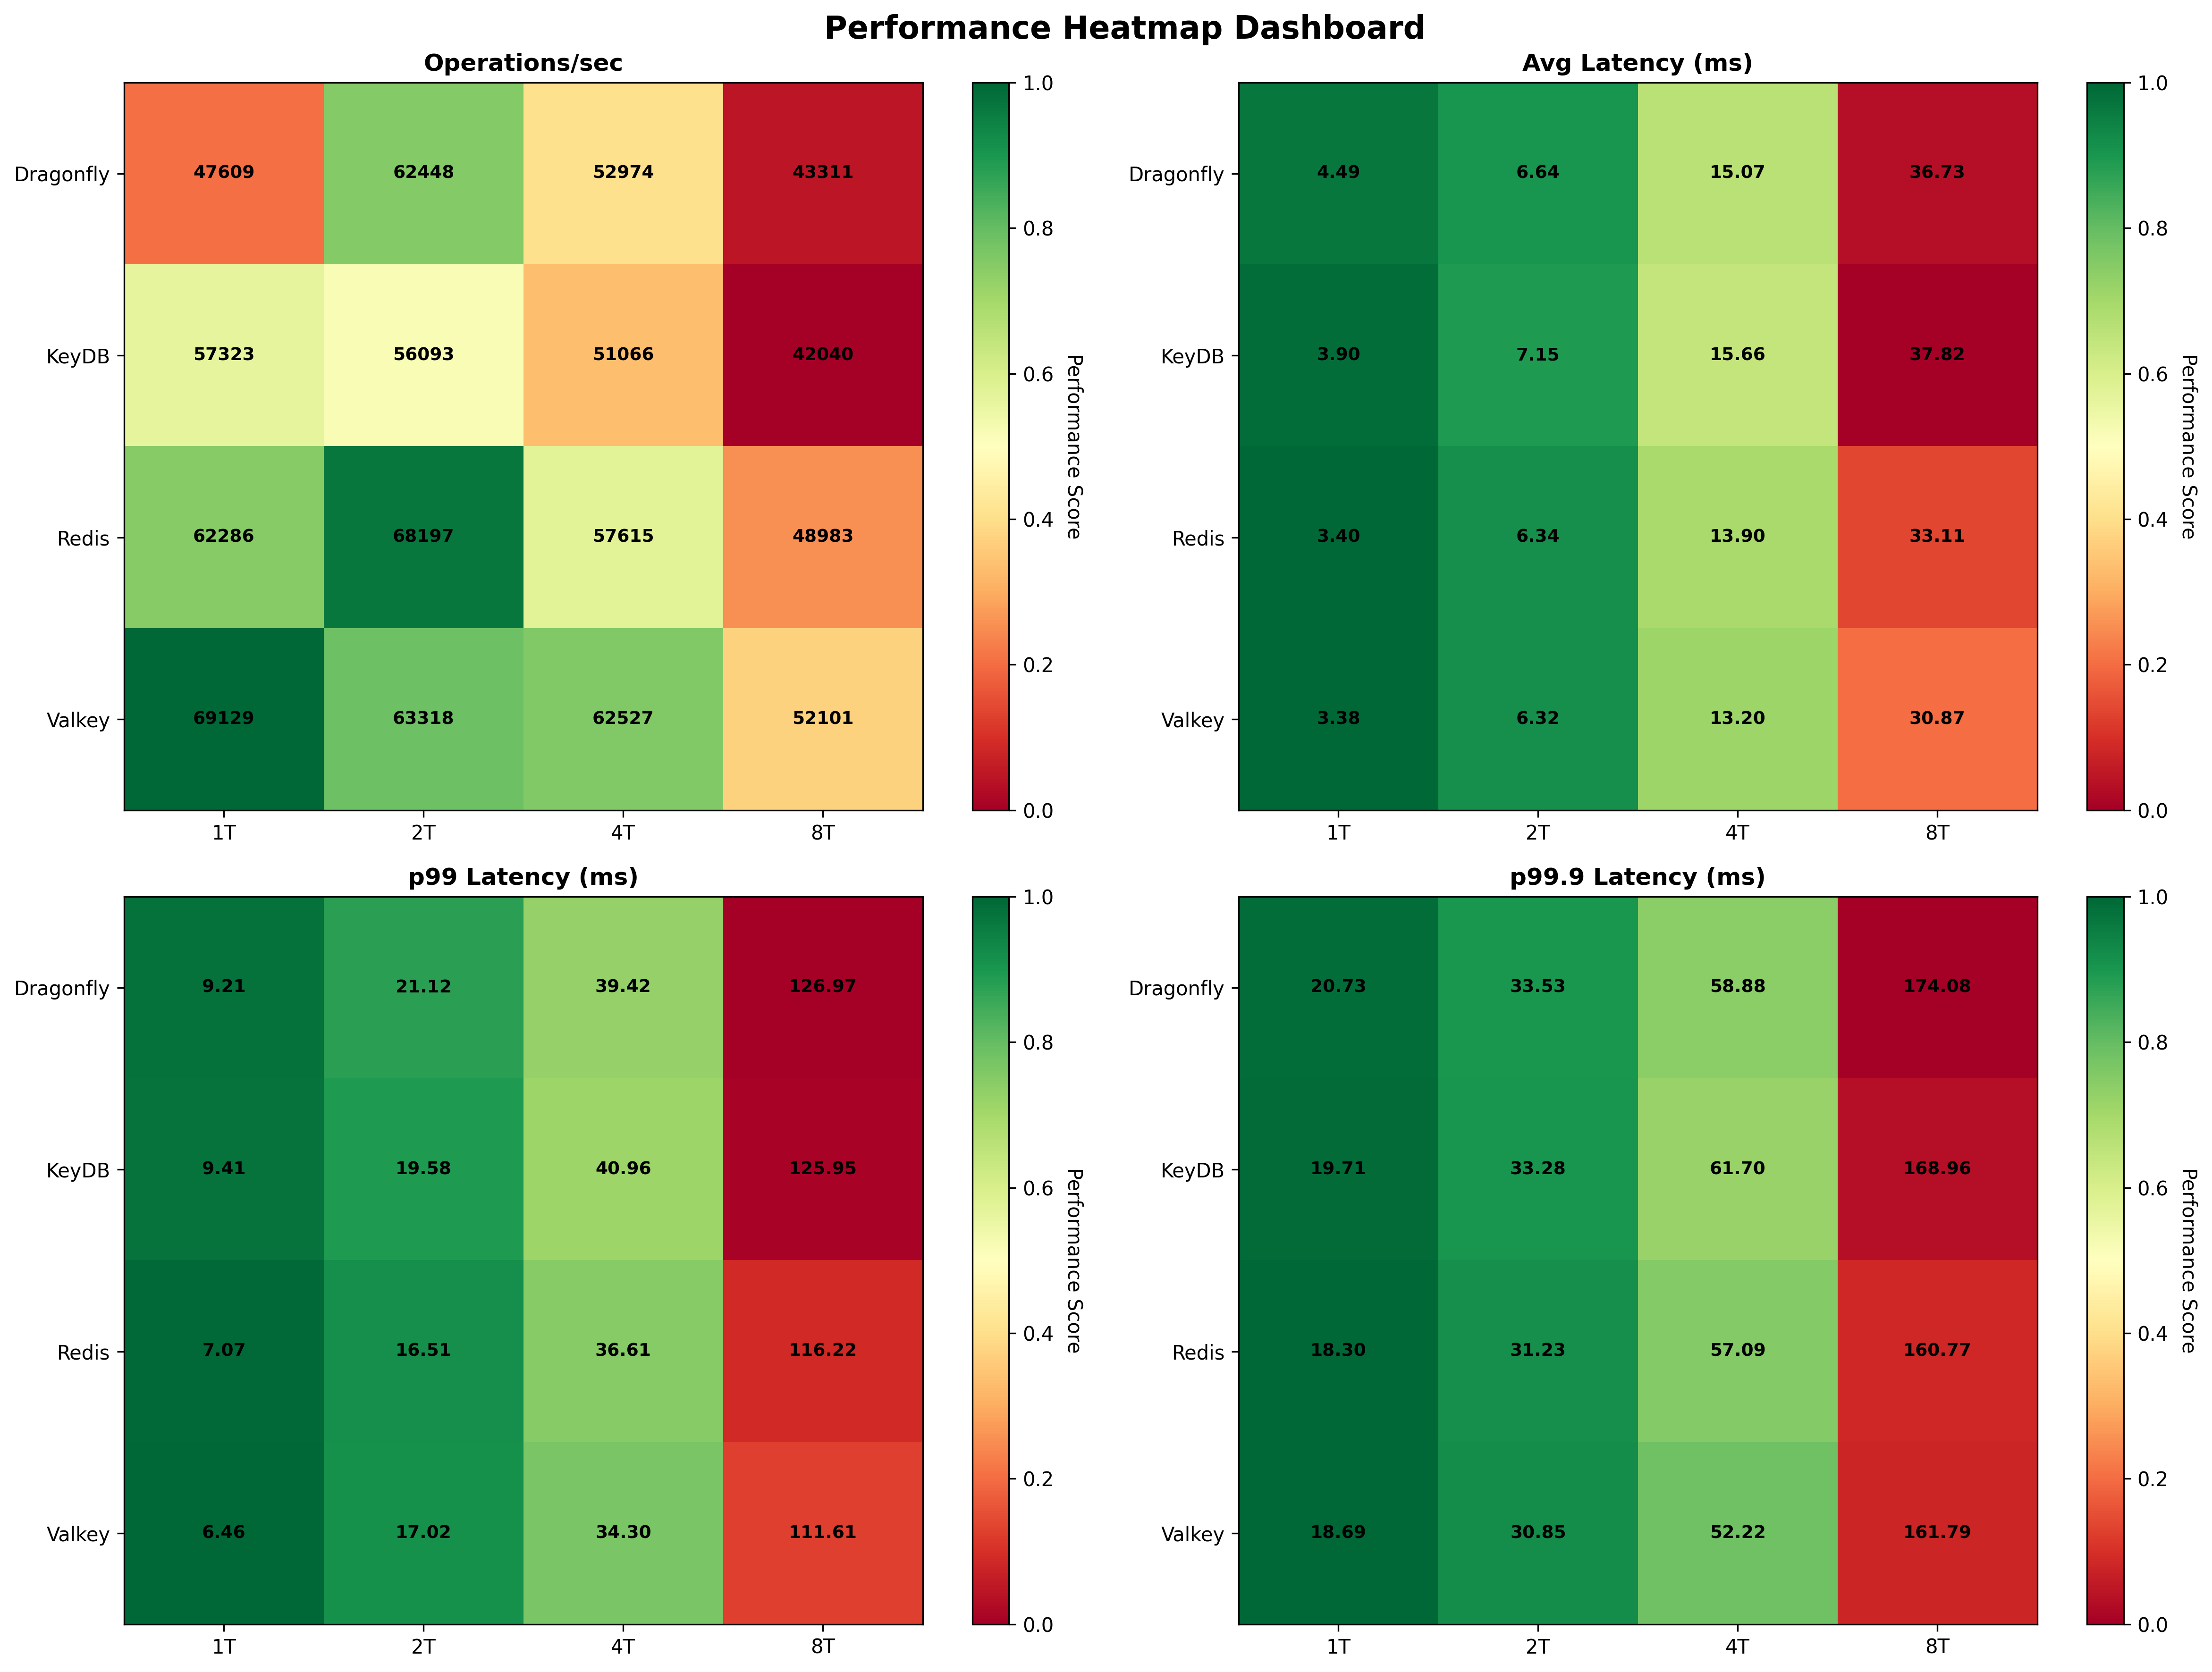 Performance Heatmap Dashboard
Operations/sec
Dragonfly 47609 62448 52974 43311
KeyDB 57323 56093 51066 42040
Redis 62286 68197 57615 48983
Valkey 69129 63318 62527 52101
1T 2T 4T 8T
1.0
0.8
0.6
0.4
0.2
0.0
Performance Score
Avg Latency (ms)
Dragonfly 4.49 6.64 15.07 36.73
KeyDB 3.90 7.15 15.66 37.82
Redis 3.40 6.34 13.90 33.11
Valkey 3.38 6.32 13.20 30.87
1T 2T 4T 8T
1.0
0.8
0.6
0.4
0.2
0.0
Performance Score
p99 Latency (ms)
Dragonfly 9.21 21.12 39.42 126.97
KeyDB 9.41 19.58 40.96 125.95
Redis 7.07 16.51 36.61 116.22
Valkey 6.46 17.02 34.30 111.61
1T 2T 4T 8T
1.0
0.8
0.6
0.4
0.2
0.0
Performance Score
p99.9 Latency (ms)
Dragonfly 20.73 33.53 58.88 174.08
KeyDB 19.71 33.28 61.70 168.96
Redis 18.30 31.23 57.09 160.77
Valkey 18.69 30.85 52.22 161.79
1T 2T 4T 8T
1.0
0.8
0.6
0.4
0.2
0.0
Performance Score